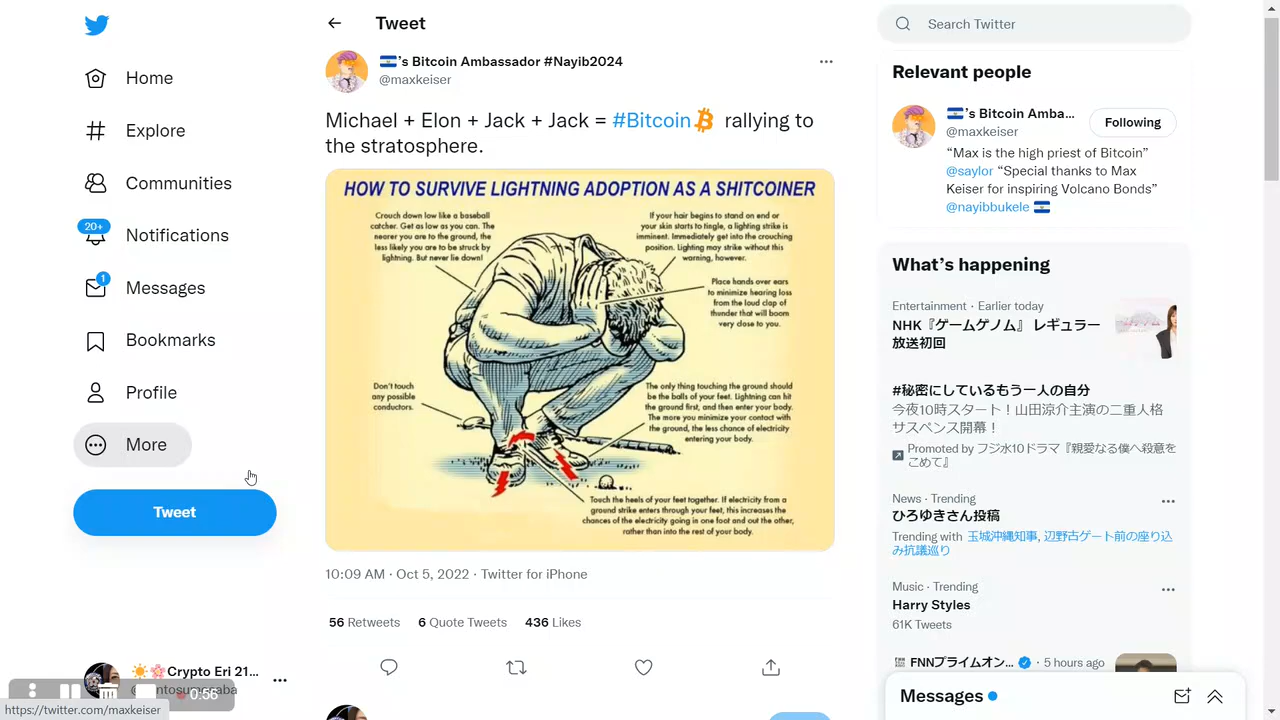 Tweet
Search Twitter
Home
Explore
Communities
20+
Notifications
1
Messages
Bookmarks
Profile
More
Tweet
Crypto Eri 21...
0:56
https://twitter.com/maxkeiser
's Bitcoin Ambassador #Nayib2024
@maxkeiser
Michael + Elon + Jack + Jack = #Bitcoin rallying to
the stratosphere.
HOW TO SURVIVE LIGHTNING ADOPTION AS A SHITCOINER
Crouch down low like a baseball
catcher. Get as low as you can. The
nearer you are to the ground, the
less likely you are to be struck by
lightning. But never lie down!
If your hair begins to stand on end or
your skin starts to tingle, a lighting strike is
imminent. Immediately get into the crouching
position. Lighting may strike without this
warning, however.
Place hands over ears
to minimize hearing loss
from the loud clap of
thunder that will boom
very close to you.
Don't touch
any possible
conductors.
The only thing touching the ground should
be the balls of your feet. Lightning can hit
the ground first, and then enter your body.
The more you minimize your contact with
the ground, the less chance of electricity
entering your body.
Touch the heels of your feet together. If electricity from a
ground strike enters through your feet, this increases the
chances of the electricity going in one foot and out the other,
rather than into the rest of your body.
10:09 AM · Oct 5, 2022 · Twitter for iPhone
56 Retweets 6 Quote Tweets 436 Likes
Relevant people
's Bitcoin Amba...
Following
@maxkeiser
“Max is the high priest of Bitcoin”
@saylor “Special thanks to Max
Keiser for inspiring Volcano Bonds”
@nayibbukele
What's happening
Entertainment · Earlier today
NHK『ゲームゲノム』 レギュラー
放送初回
#秘密にしているもう一人の自分
今夜10時スタート！山田涼介主演の二重人格
サスペンス開幕！
Promoted by フジ水10ドラマ『親愛なる僕へ殺意を
こめて』
News · Trending
ひろゆきさん投稿
Trending with 玉城沖縄知事, 辺野古ゲート前の座り込
み抗議巡り
Music · Trending
Harry Styles
61K Tweets
FNNプライムオン... · 5 hours ago
Messages